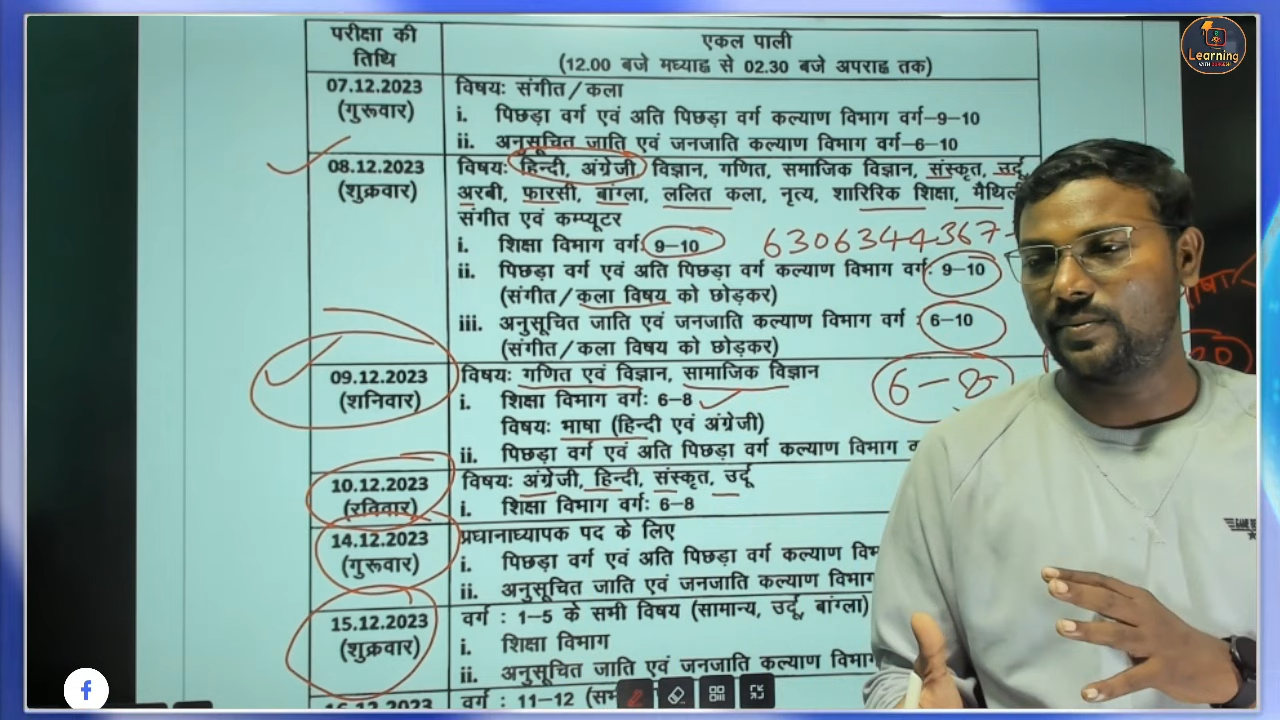 परीक्षा की
तिथि
एकल पाली
(12.00 बजे मध्याह्न से 02.30 बजे अपराह्न तक)
07.12.2023
(गुरूवार)
विषयः संगीत/कला
i. पिछड़ा वर्ग एवं अति पिछड़ा वर्ग कल्याण विभाग वर्ग–9–10
ii. अनुसूचित जाति एवं जनजाति कल्याण विभाग वर्ग–6–10
08.12.2023
(शुक्रवार)
विषयः हिन्दी, अंग्रेजी विज्ञान, गणित, समाजिक विज्ञान, संस्कृत, उर्दू,
अरबी, फारसी, बांग्ला, ललित कला, नृत्य, शारिरिक शिक्षा, मैथिली
संगीत एवं कम्प्यूटर
i. शिक्षा विभाग वर्ग 9–10
6306344367
ii. पिछड़ा वर्ग एवं अति पिछड़ा वर्ग कल्याण विभाग वर्ग 9–10
(संगीत/कला विषय को छोड़कर)
iii. अनुसूचित जाति एवं जनजाति कल्याण विभाग वर्ग : 6–10
(संगीत/कला विषय को छोड़कर)
09.12.2023
(शनिवार)
विषयः गणित एवं विज्ञान, सामाजिक विज्ञान
i. शिक्षा विभाग वर्गः 6–8
6–8
विषयः भाषा (हिन्दी एवं अंग्रेजी)
ii. पिछड़ा वर्ग एवं अति पिछड़ा वर्ग कल्याण विभाग
10.12.2023
(रविवार)
विषयः अंग्रेजी, हिन्दी, संस्कृत, उर्दू
i. शिक्षा विभाग वर्गः 6–8
14.12.2023
(गुरूवार)
प्रधानाध्यापक पद के लिए
i. पिछड़ा वर्ग एवं अति पिछड़ा वर्ग कल्याण
ii. अनुसूचित जाति एवं जनजाति कल्याण विभाग
15.12.2023
(शुक्रवार)
वर्ग : 1–5 के सभी विषय (सामान्य, उर्दू, बांग्ला)
i. शिक्षा विभाग
ii. अनुसूचित जाति एवं जनजाति कल्याण विभाग
16.12.2023
वर्ग : 11–12
Learning